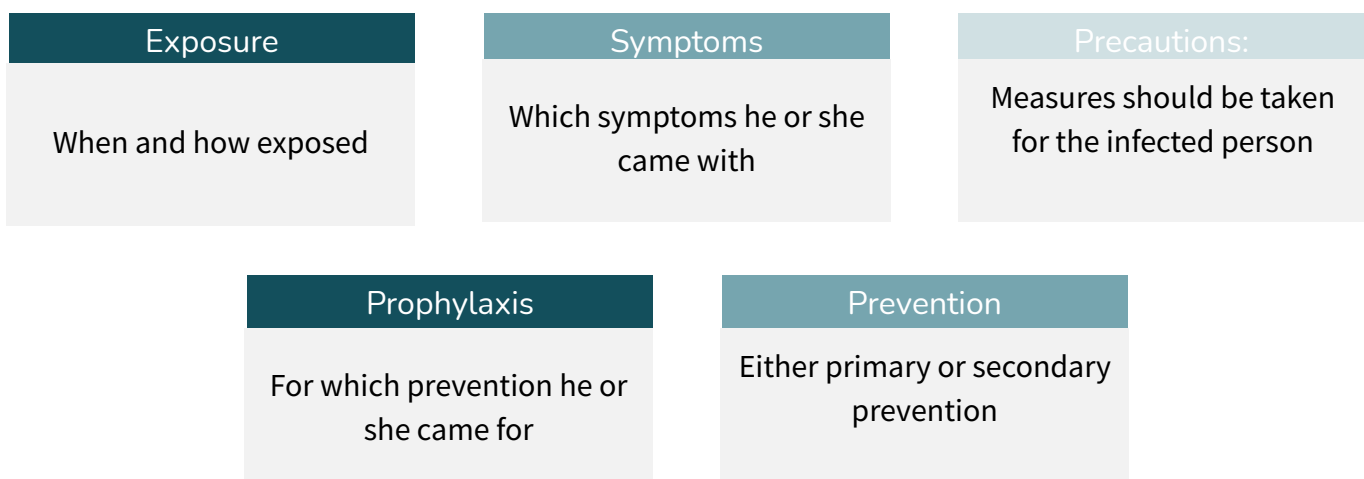 Exposure
When and how exposed
Symptoms
Which symptoms he or she
came with
Precautions:
Measures should be taken
for the infected person
Prophylaxis
For which prevention he or
she came for
Prevention
Either primary or secondary
prevention